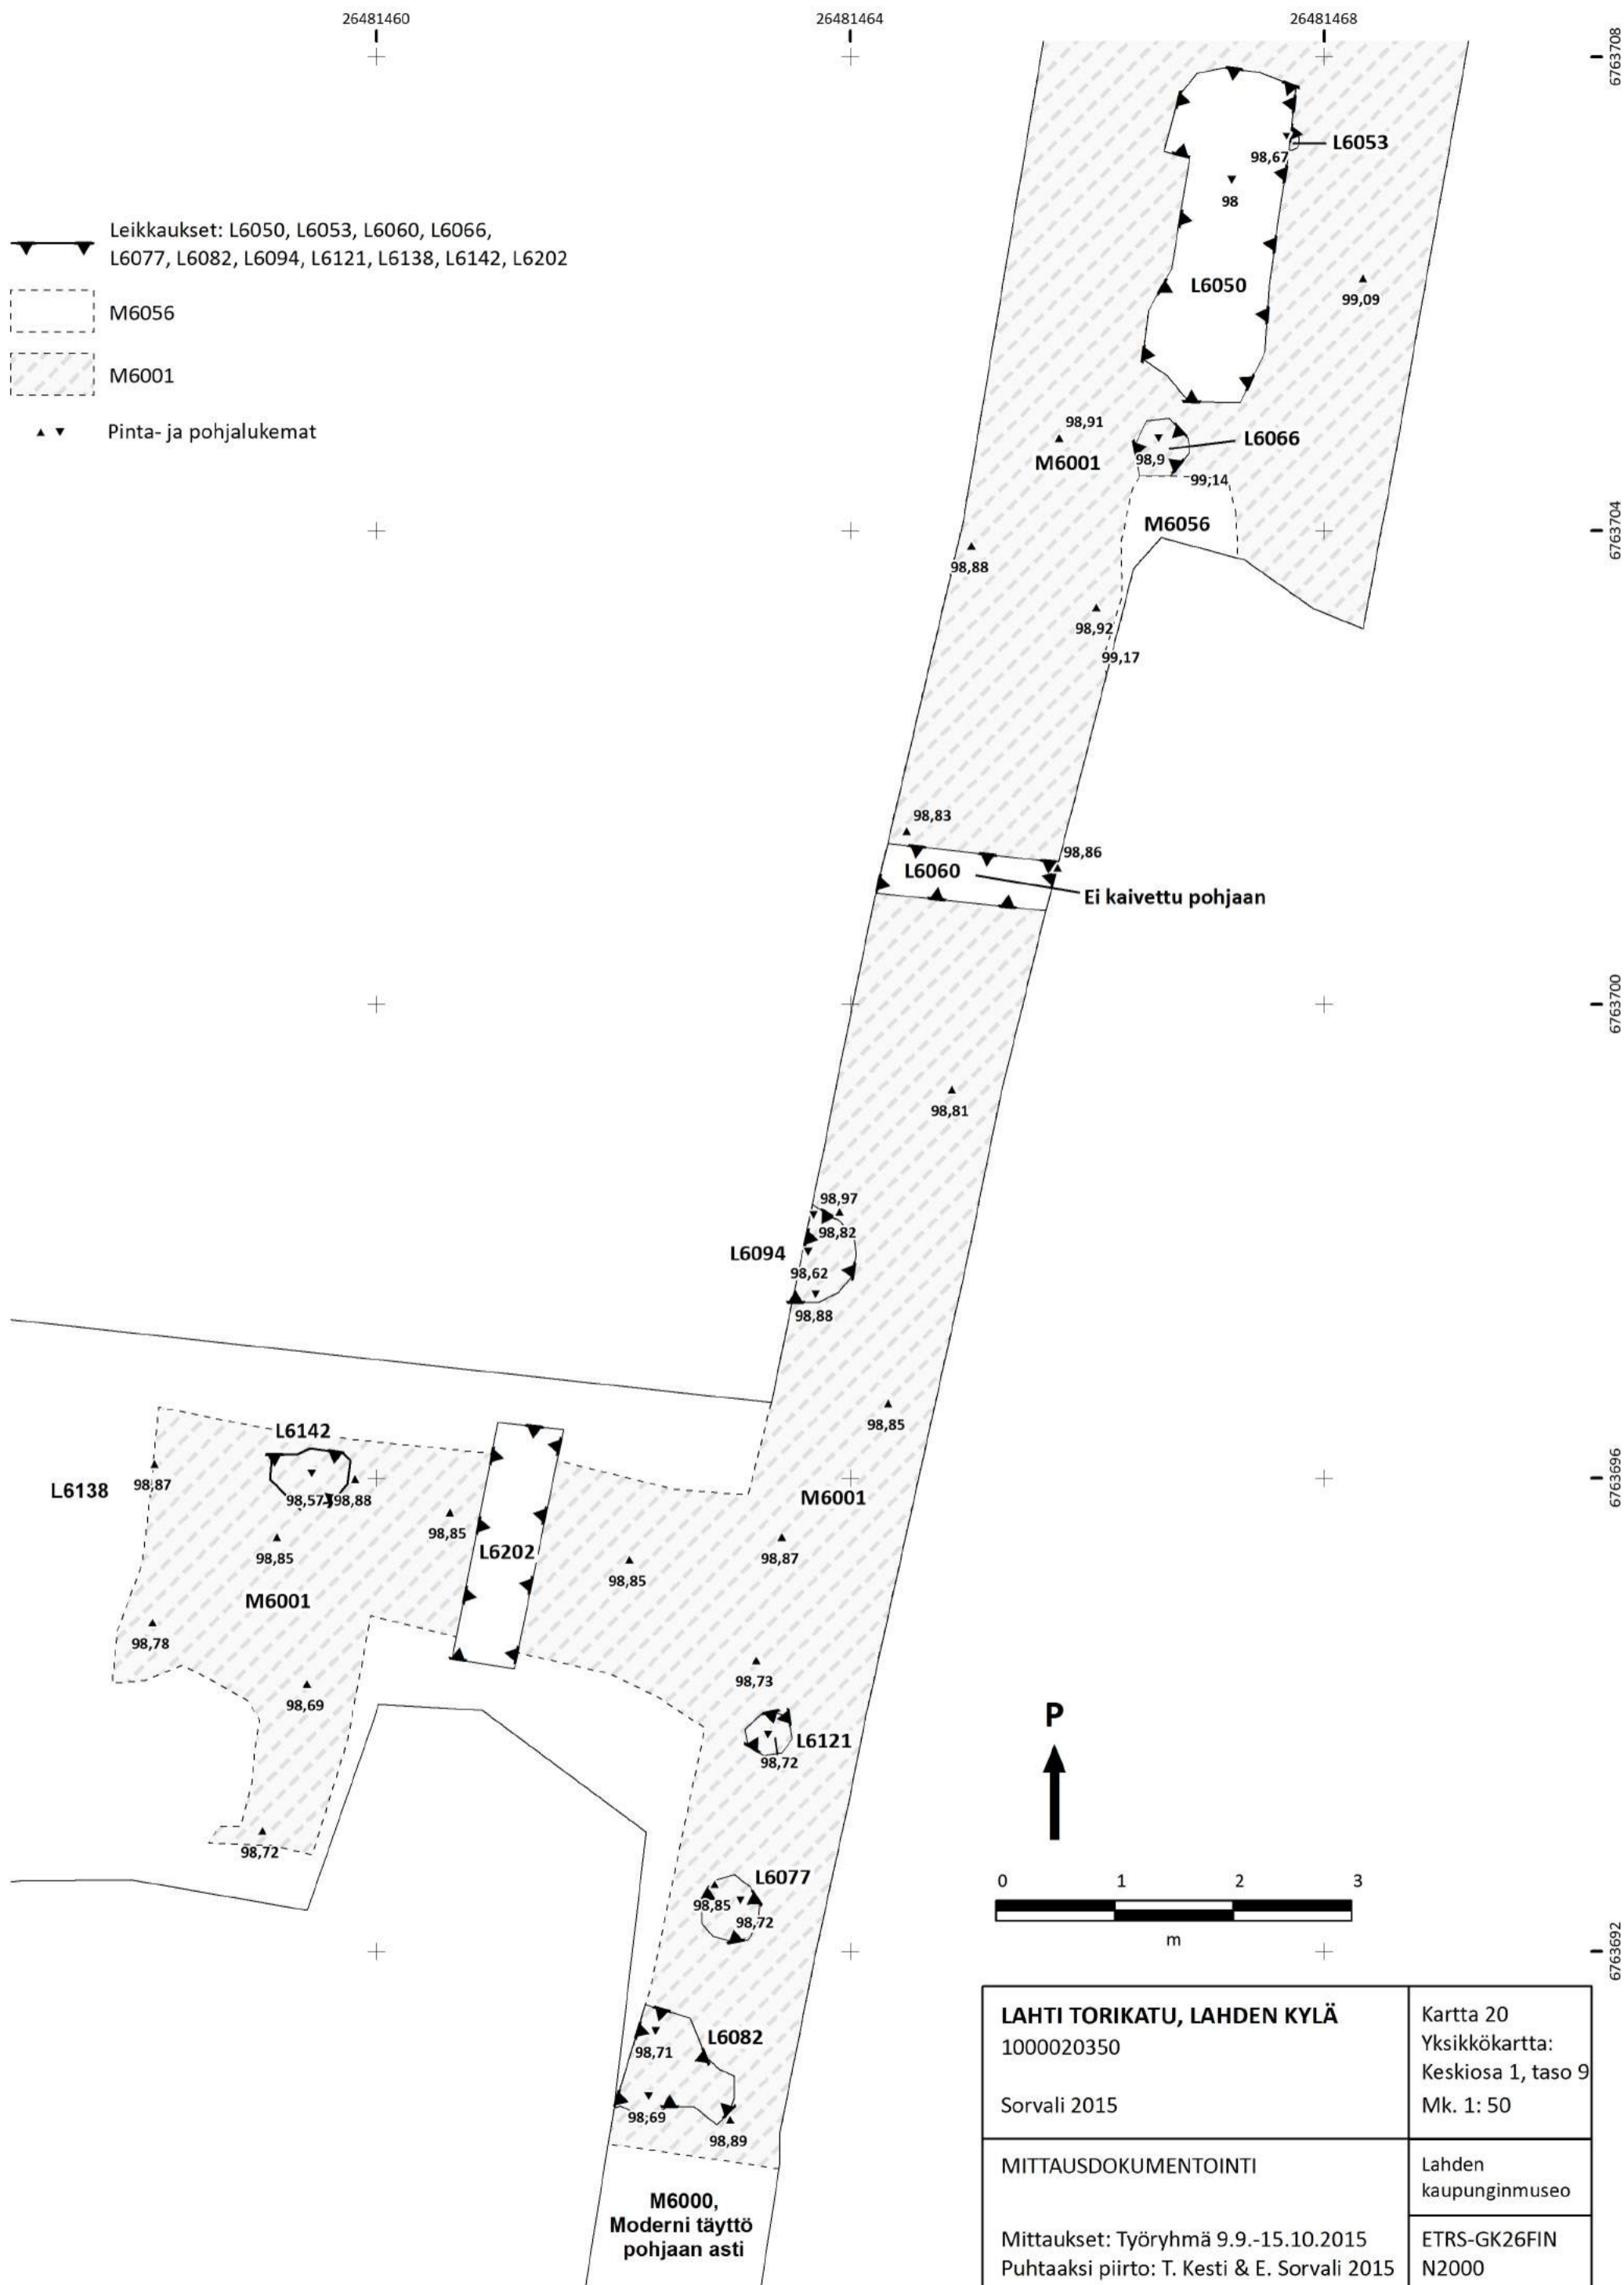 26481460
26481464
26481468
6763708
L6053
98,67
98
Leikkaukset: L6050, L6053, L6060, L6066,
L6077, L6082, L6094, L6121, L6138, L6142, L6202
M6056
M6001
Pinta- ja pohjalukemat
L6050
99,09
98,91
L6066
M6001
98,9
99,14
M6056
6763704
98,88
98,92
99,17
98,83
98,86
L6060
Ei kaivettu pohjaan
6763700
98,81
98,97
98,82
L6094
98,62
98,88
98,85
L6142
98,87
L6138
98,57
98,88
M6001
6763696
98,85
98,85
L6202
98,87
98,85
M6001
98,78
98,73
98,69
L6121
98,72
P
98,72
L6077
98,85
98,72
0 1 2 3
m
6763692
L6082
98,71
98,69
98,89
M6000,
Moderni täyttö
pohjaan asti
LAHTI TORIKATU, LAHDEN KYLÄ
1000020350
Sorvali 2015
Kartta 20
Yksikkökartta:
Keskiosa 1, taso 9
Mk. 1: 50
MITTAUSDOKUMENTOINTI
Lahden
kaupunginmuseo
Mittaukset: Työryhmä 9.9.-15.10.2015
Puhtaaksi piirto: T. Kesti & E. Sorvali 2015
ETRS-GK26FIN
N2000